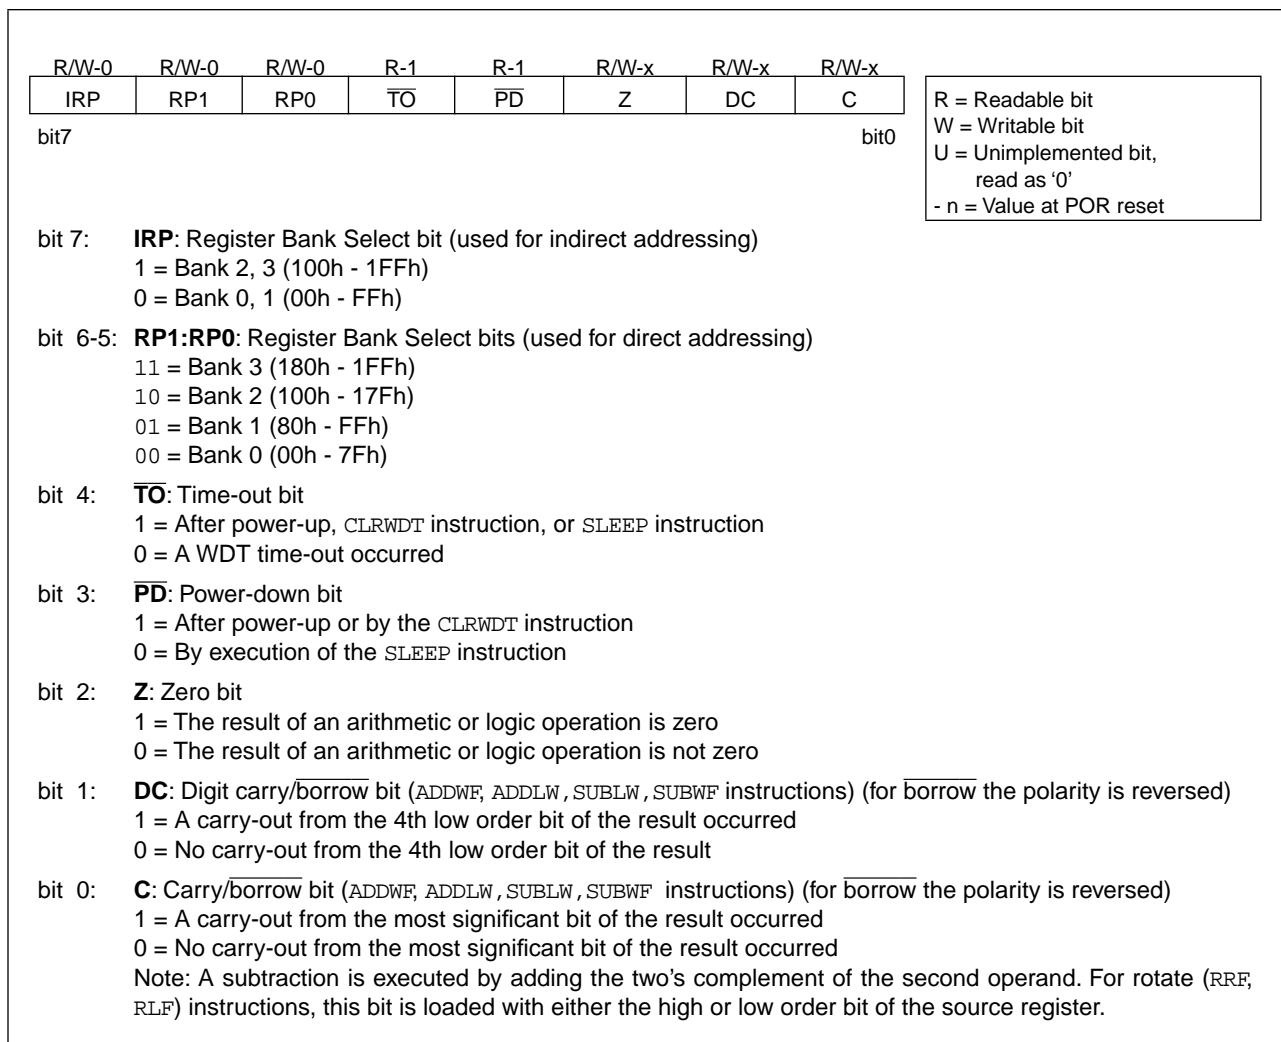 R/W-0 R/W-0 R/W-0 R-1 R-1 R/W-x R/W-x R/W-x
IRP RP1 RP0 T̅O̅ P̅D̅ Z DC C
bit7 bit0
R = Readable bit
W = Writable bit
U = Unimplemented bit,
read as ‘0’
- n = Value at POR reset
bit 7: IRP: Register Bank Select bit (used for indirect addressing)
1 = Bank 2, 3 (100h - 1FFh)
0 = Bank 0, 1 (00h - FFh)
bit 6-5: RP1:RP0: Register Bank Select bits (used for direct addressing)
11 = Bank 3 (180h - 1FFh)
10 = Bank 2 (100h - 17Fh)
01 = Bank 1 (80h - FFh)
00 = Bank 0 (00h - 7Fh)
bit 4: T̅O̅: Time-out bit
1 = After power-up, CLRWDT instruction, or SLEEP instruction
0 = A WDT time-out occurred
bit 3: P̅D̅: Power-down bit
1 = After power-up or by the CLRWDT instruction
0 = By execution of the SLEEP instruction
bit 2: Z: Zero bit
1 = The result of an arithmetic or logic operation is zero
0 = The result of an arithmetic or logic operation is not zero
bit 1: DC: Digit carry/b̅o̅r̅r̅o̅w̅ bit (ADDWF, ADDLW,SUBLW,SUBWF instructions) (for b̅o̅r̅r̅o̅w̅ the polarity is reversed)
1 = A carry-out from the 4th low order bit of the result occurred
0 = No carry-out from the 4th low order bit of the result
bit 0: C: Carry/b̅o̅r̅r̅o̅w̅ bit (ADDWF, ADDLW,SUBLW,SUBWF instructions) (for b̅o̅r̅r̅o̅w̅ the polarity is reversed)
1 = A carry-out from the most significant bit of the result occurred
0 = No carry-out from the most significant bit of the result occurred
Note: A subtraction is executed by adding the two’s complement of the second operand. For rotate (RRF,
RLF) instructions, this bit is loaded with either the high or low order bit of the source register.